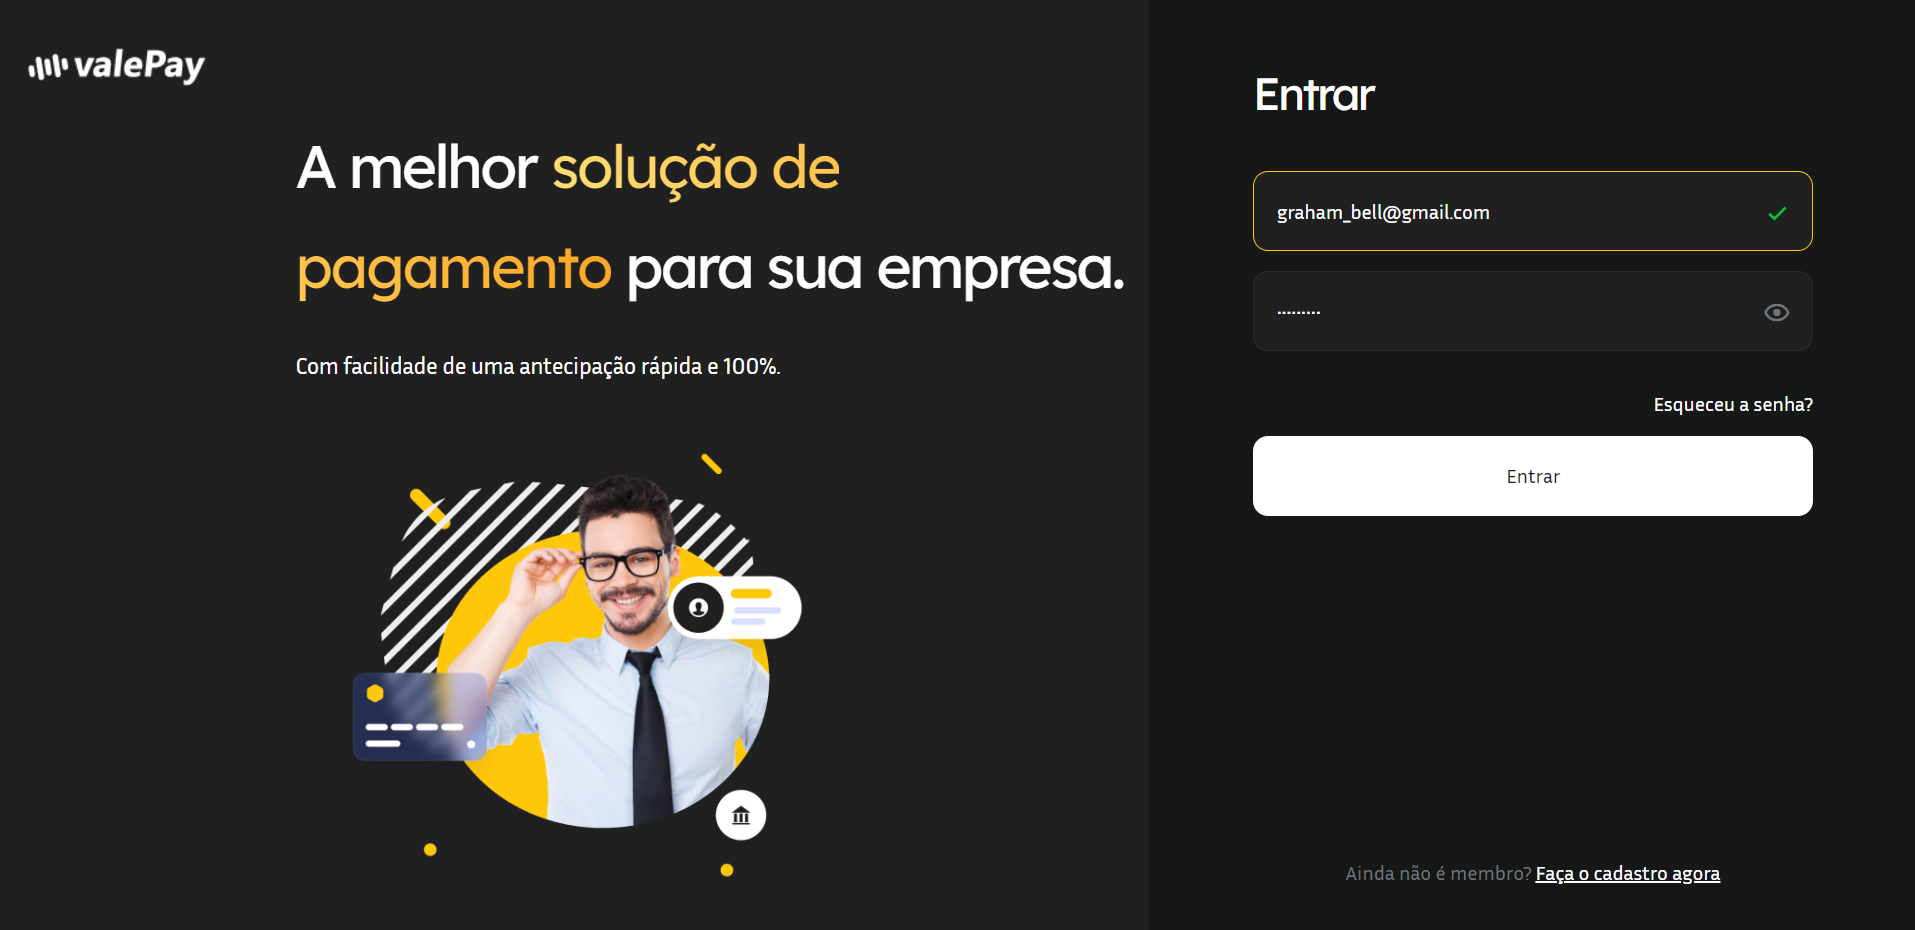 valePay
A melhor solução de
pagamento para sua empresa.
Com facilidade de uma antecipação rápida e 100%.
Entrar
graham_bell@gmail.com
•••••••••
Esqueceu a senha?
Entrar
Ainda não é membro? Faça o cadastro agora